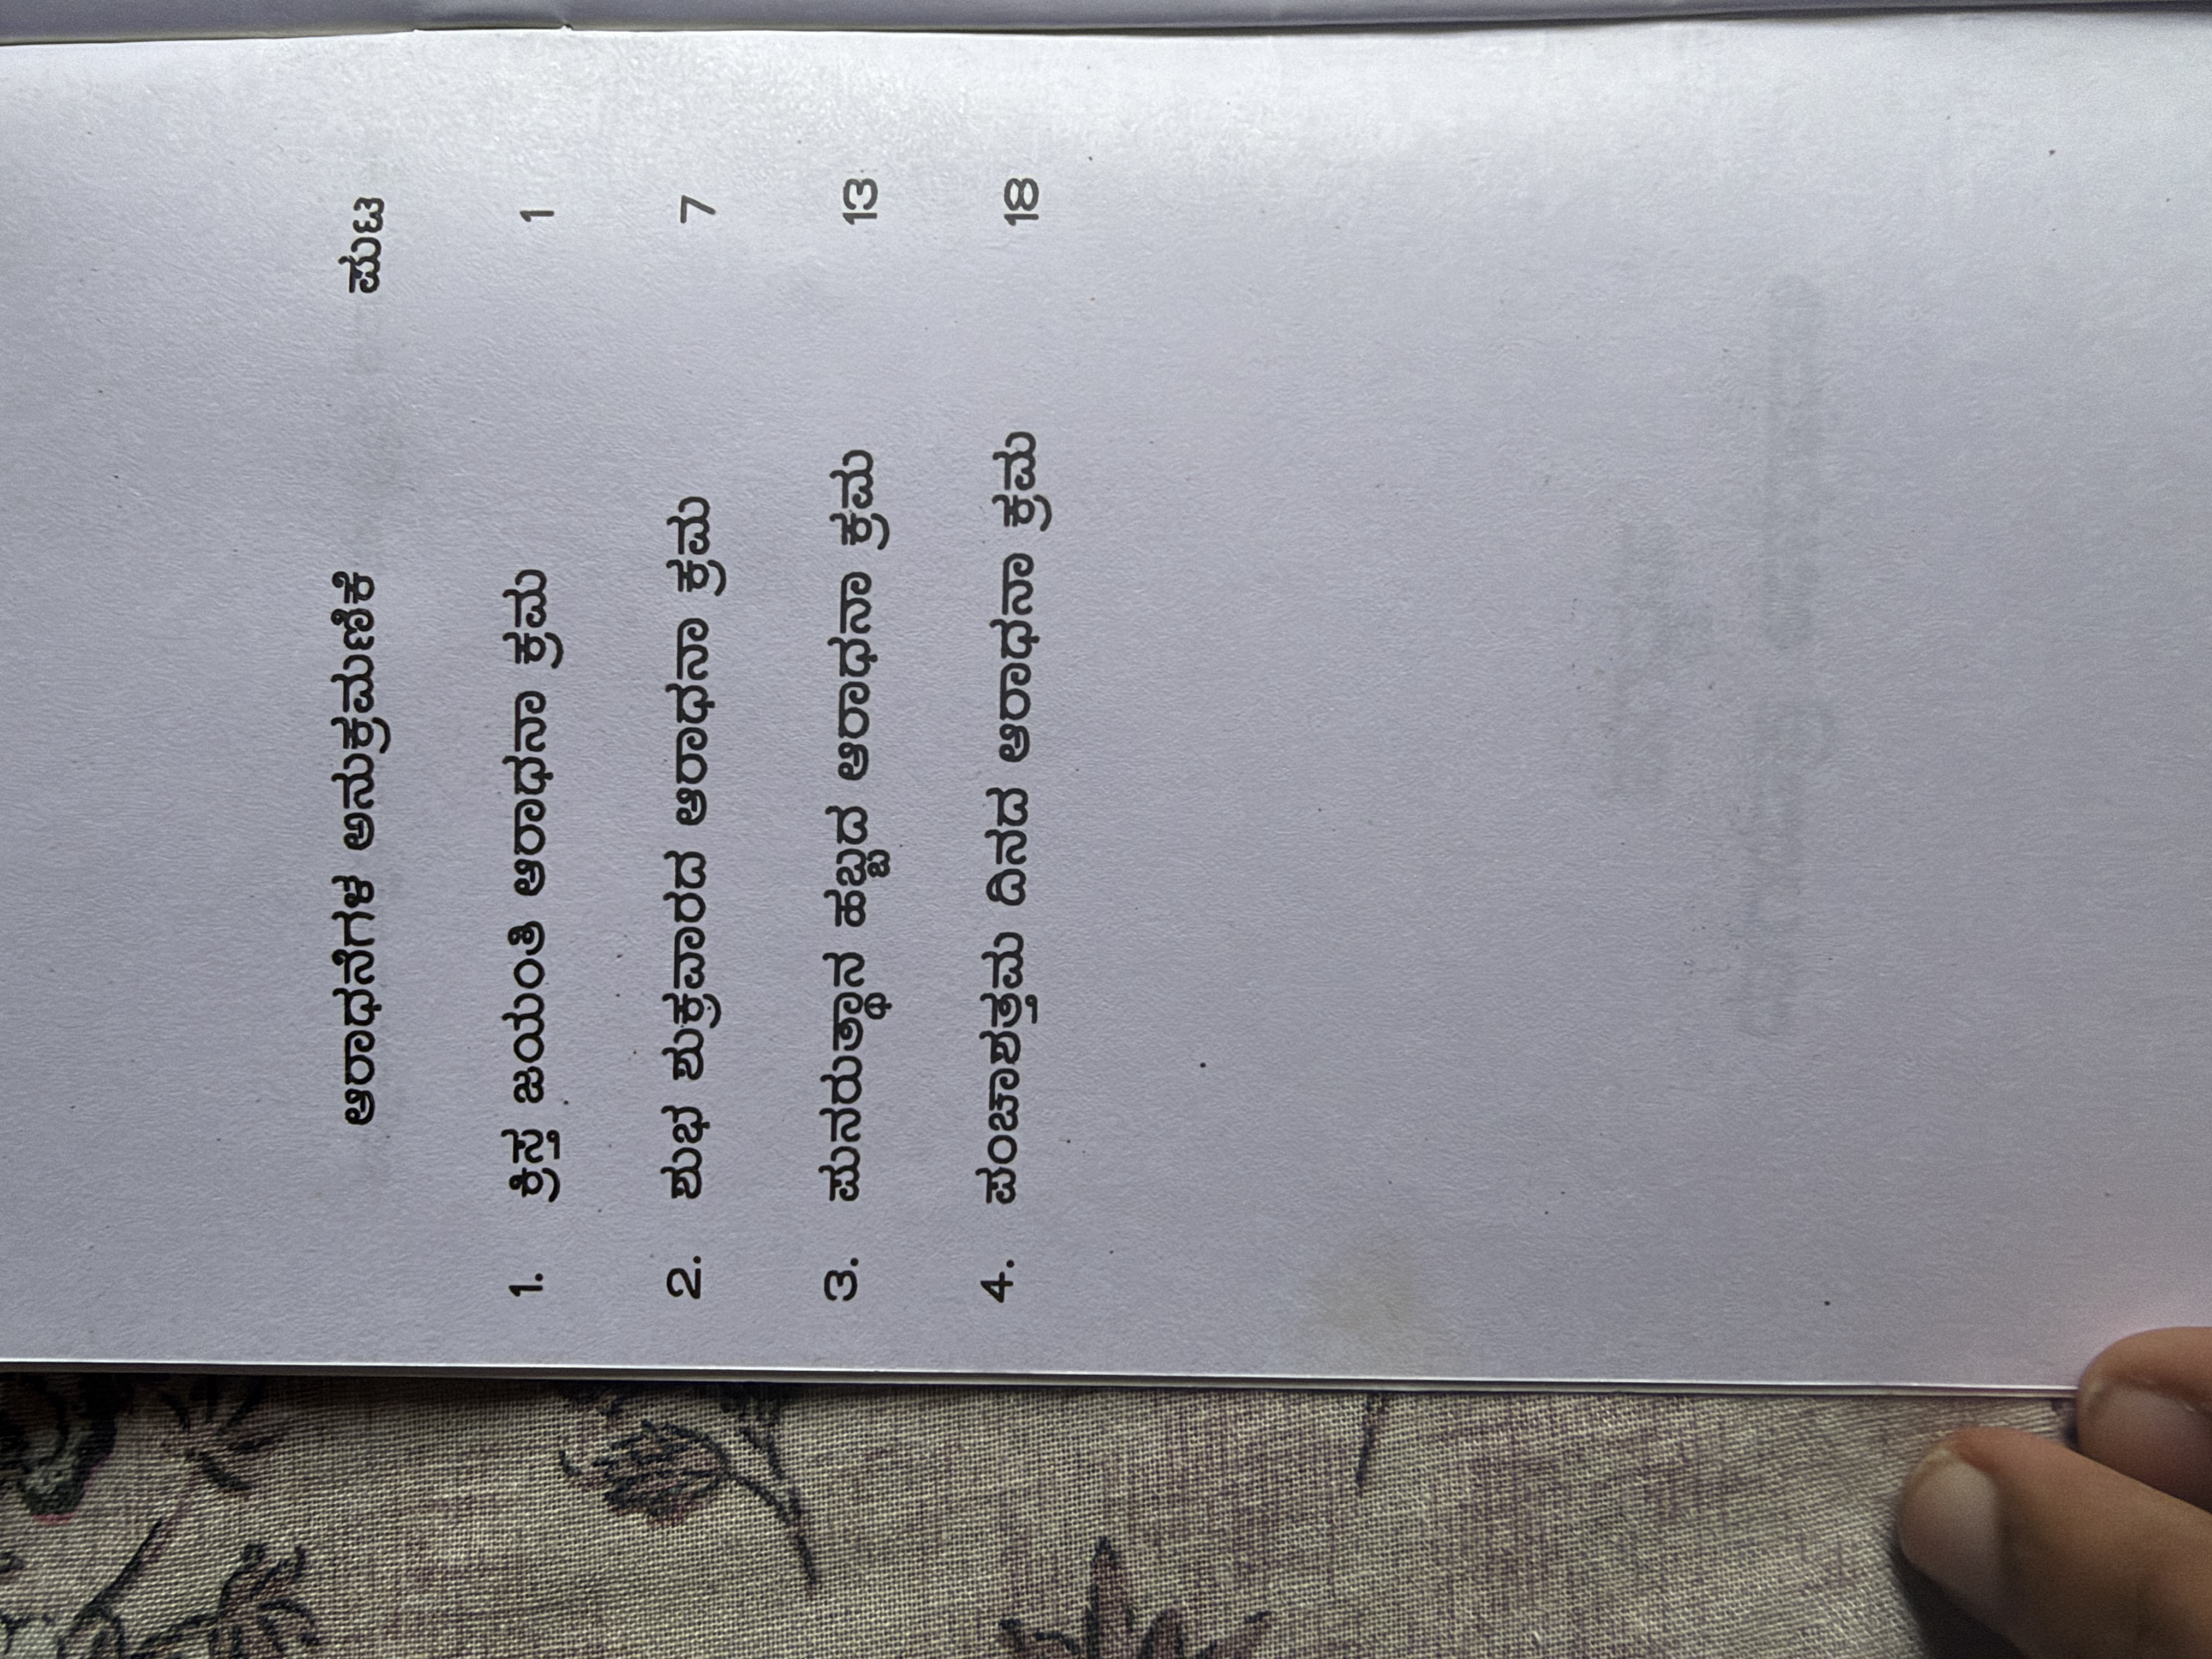 ಆರಾಧನೆಗಳ ಅನುಕ್ರಮಣಿಕೆ ಪುಟ
1. ಕ್ರಿಸ್ತ ಜಯಂತಿ ಆರಾಧನಾ ಕ್ರಮ 1
2. ಶುಭ ಶುಕ್ರವಾರದ ಆರಾಧನಾ ಕ್ರಮ 7
3. ಪುನರುತ್ಥಾನ ಹಬ್ಬದ ಆರಾಧನಾ ಕ್ರಮ 13
4. ಪಂಚಾಶತ್ತಮ ದಿನದ ಆರಾಧನಾ ಕ್ರಮ 18